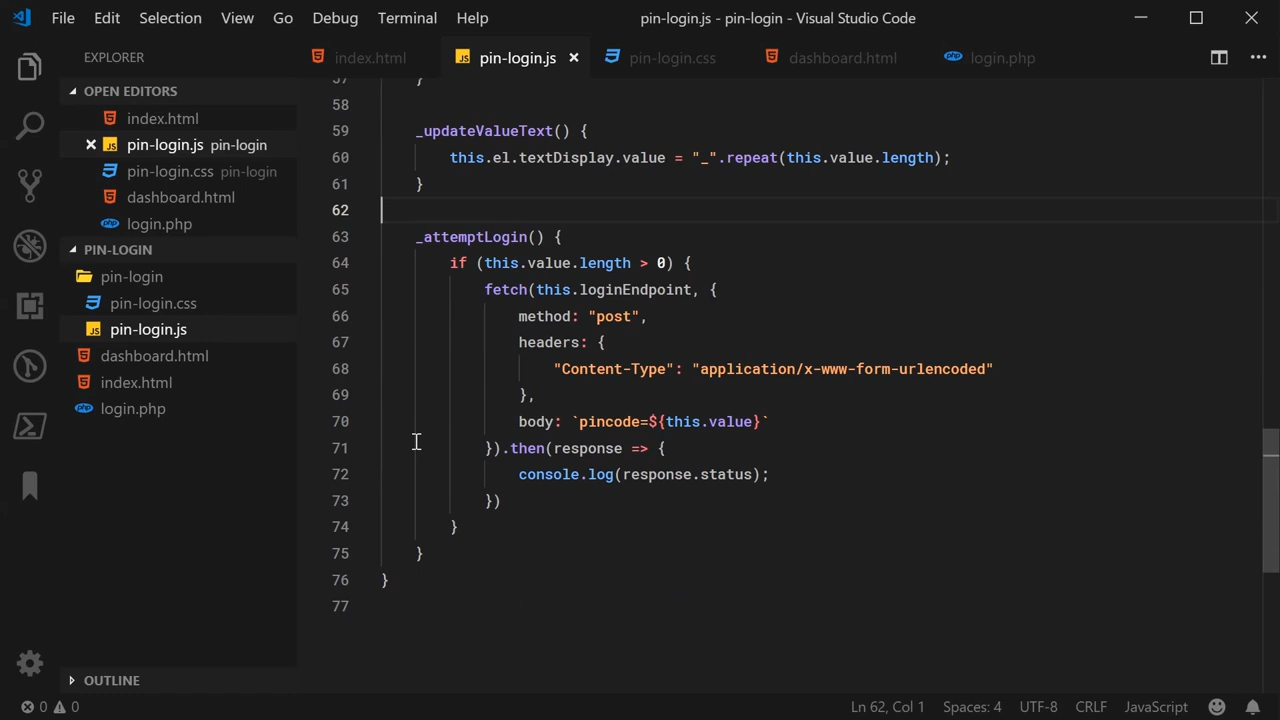 File Edit Selection View Go Debug Terminal Help pin-login.js - pin-login - Visual Studio Code
EXPLORER
OPEN EDITORS
index.html
pin-login.js pin-login
pin-login.css pin-login
dashboard.html
login.php
PIN-LOGIN
pin-login
pin-login.css
JS pin-login.js
dashboard.html
index.html
login.php
OUTLINE
index.html JS pin-login.js pin-login.css dashboard.html login.php
57 }
58
59 _updateValueText() {
60 this.el.textDisplay.value = "_".repeat(this.value.length);
61 }
62
63 _attemptLogin() {
64 if (this.value.length > 0) {
65 fetch(this.loginEndpoint, {
66 method: "post",
67 headers: {
68 "Content-Type": "application/x-www-form-urlencoded"
69 },
70 body: `pincode=${this.value}`
71 }).then(response => {
72 console.log(response.status);
73 })
74 }
75 }
76 }
77
0 0 Ln 62, Col 1 Spaces: 4 UTF-8 CRLF JavaScript